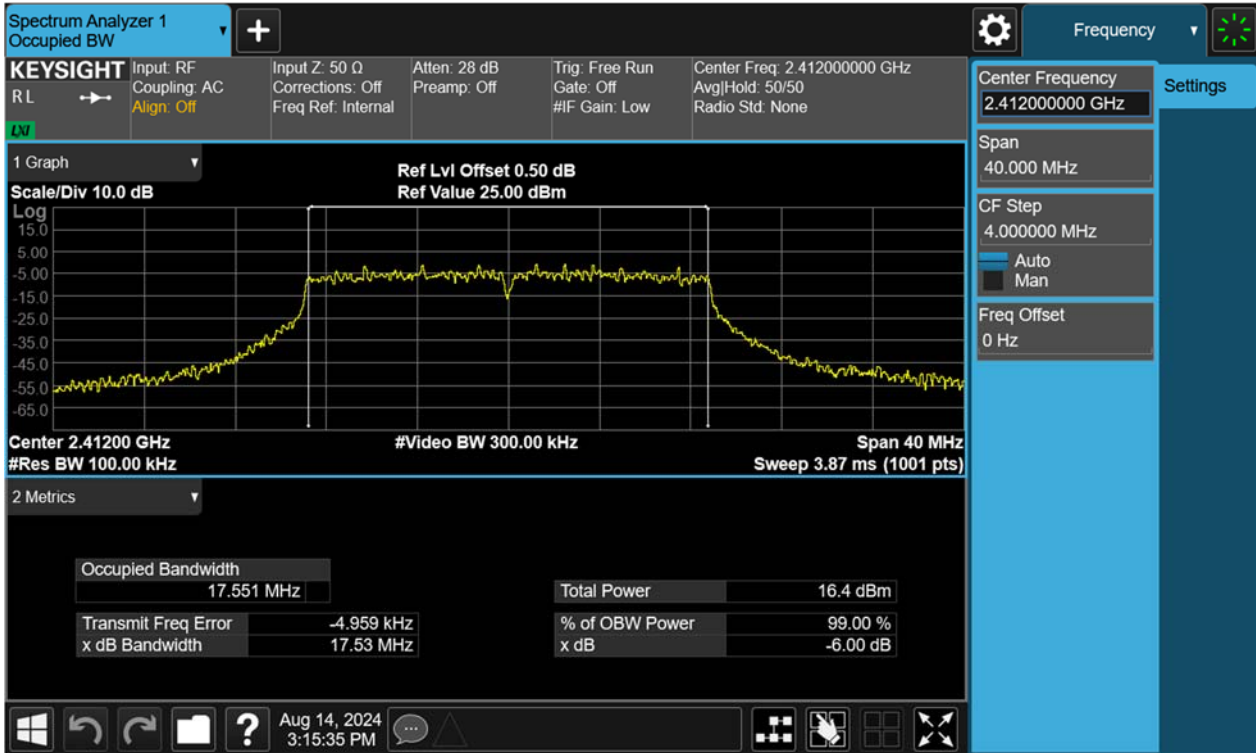 Spectrum Analyzer 1
Occupied BW
+
Frequency
KEYSIGHT
RL
LXI
Input: RF
Coupling: AC
Align: Off
Input Z: 50 Ω
Corrections: Off
Freq Ref: Internal
Atten: 28 dB
Preamp: Off
Trig: Free Run
Gate: Off
#IF Gain: Low
Center Freq: 2.412000000 GHz
Avg|Hold: 50/50
Radio Std: None
Center Frequency
2.412000000 GHz
Settings
Span
40.000 MHz
CF Step
4.000000 MHz
Auto
Man
Freq Offset
0 Hz
1 Graph
Scale/Div 10.0 dB
Ref Lvl Offset 0.50 dB
Ref Value 25.00 dBm
Log
15.0
5.00
-5.00
-15.0
-25.0
-35.0
-45.0
-55.0
-65.0
Center 2.41200 GHz
#Video BW 300.00 kHz
Span 40 MHz
#Res BW 100.00 kHz
Sweep 3.87 ms (1001 pts)
2 Metrics
Occupied Bandwidth
17.551 MHz
Total Power 16.4 dBm
Transmit Freq Error -4.959 kHz
% of OBW Power 99.00 %
x dB Bandwidth 17.53 MHz
x dB -6.00 dB
?
Aug 14, 2024
3:15:35 PM